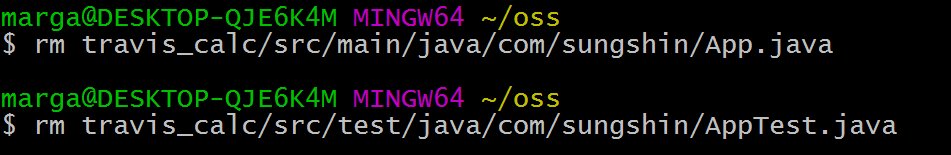 marga@DESKTOP-QJE6K4M MINGW64 ~/oss
$ rm travis_calc/src/main/java/com/sungshin/App.java
marga@DESKTOP-QJE6K4M MINGW64 ~/oss
$ rm travis_calc/src/test/java/com/sungshin/AppTest.java